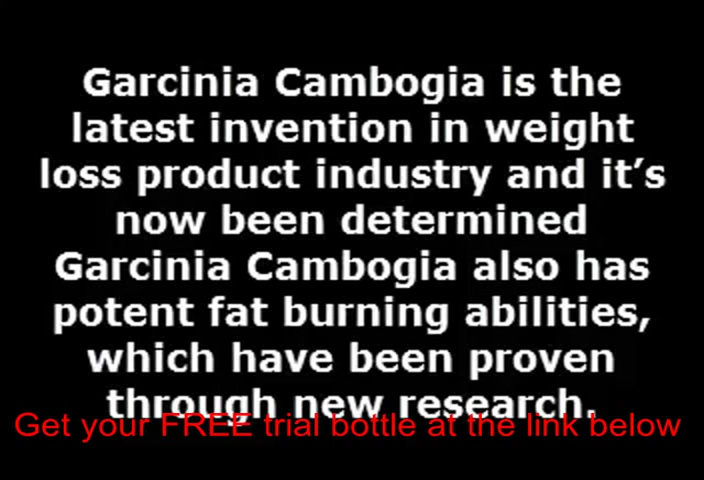 Garcinia Cambogia is the
latest invention in weight
loss product industry and it’s
now been determined
Garcinia Cambogia also has
potent fat burning abilities,
which have been proven
through new research.
Get your FREE trial bottle at the link below